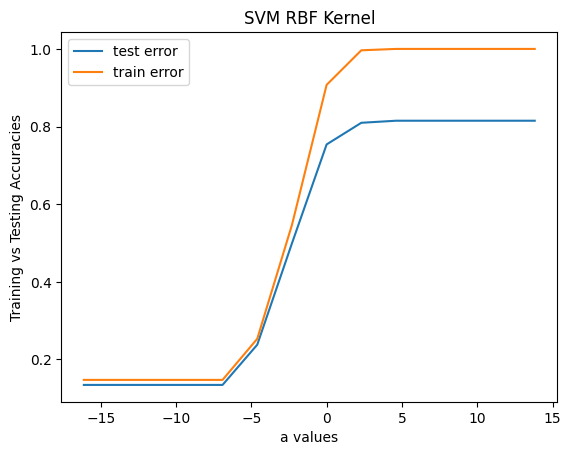 SVM RBF Kernel
test error
train error
Training vs Testing Accuracies
1.0
0.8
0.6
0.4
0.2
−15
−10
−5
0
5
10
15
a values